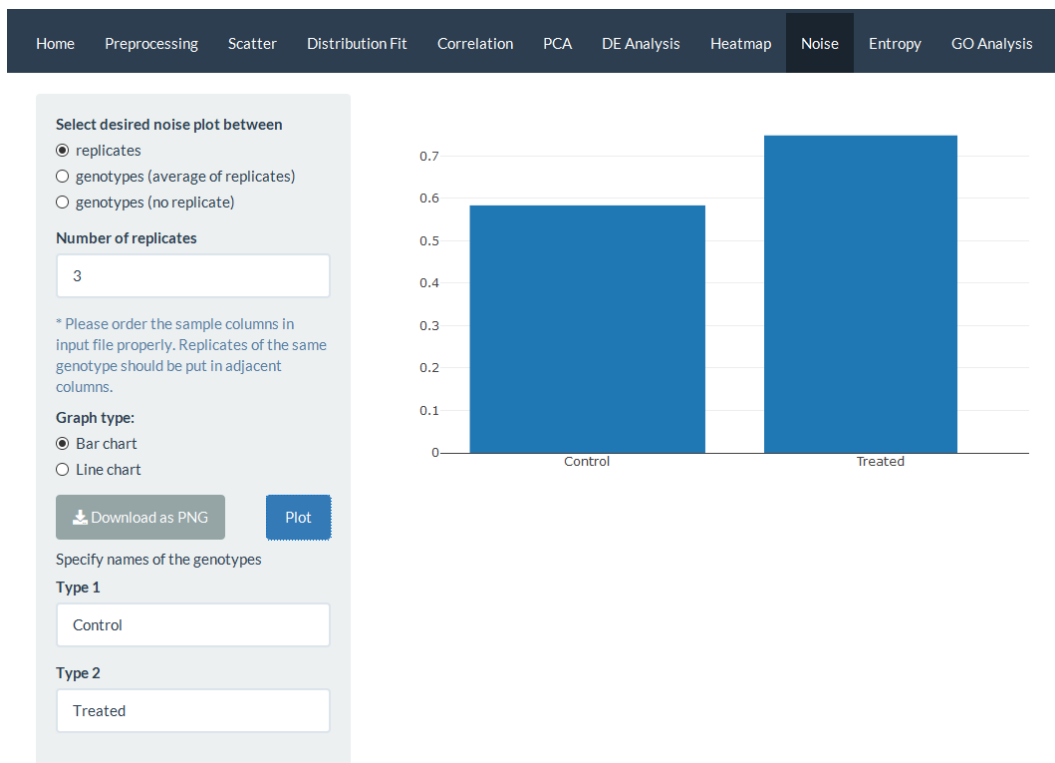 Home Preprocessing Scatter Distribution Fit Correlation PCA DE Analysis Heatmap Noise Entropy GO Analysis
Select desired noise plot between
replicates
genotypes (average of replicates)
genotypes (no replicate)
Number of replicates
3
* Please order the sample columns in
input file properly. Replicates of the same
genotype should be put in adjacent
columns.
Graph type:
Bar chart
Line chart
Download as PNG Plot
Specify names of the genotypes
Type 1
Control
Type 2
Treated
0.7
0.6
0.5
0.4
0.3
0.2
0.1
0
Control Treated